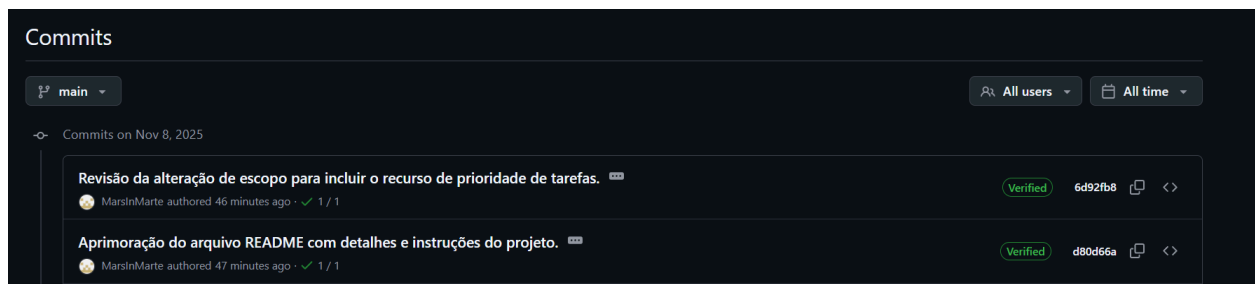 Commits
main
All users
All time
Commits on Nov 8, 2025
Revisão da alteração de escopo para incluir o recurso de prioridade de tarefas.
Verified 6d92fb8
MarsInMarte authored 46 minutes ago · ✓ 1 / 1
Aprimoração do arquivo README com detalhes e instruções do projeto.
Verified d80d66a
MarsInMarte authored 47 minutes ago · ✓ 1 / 1